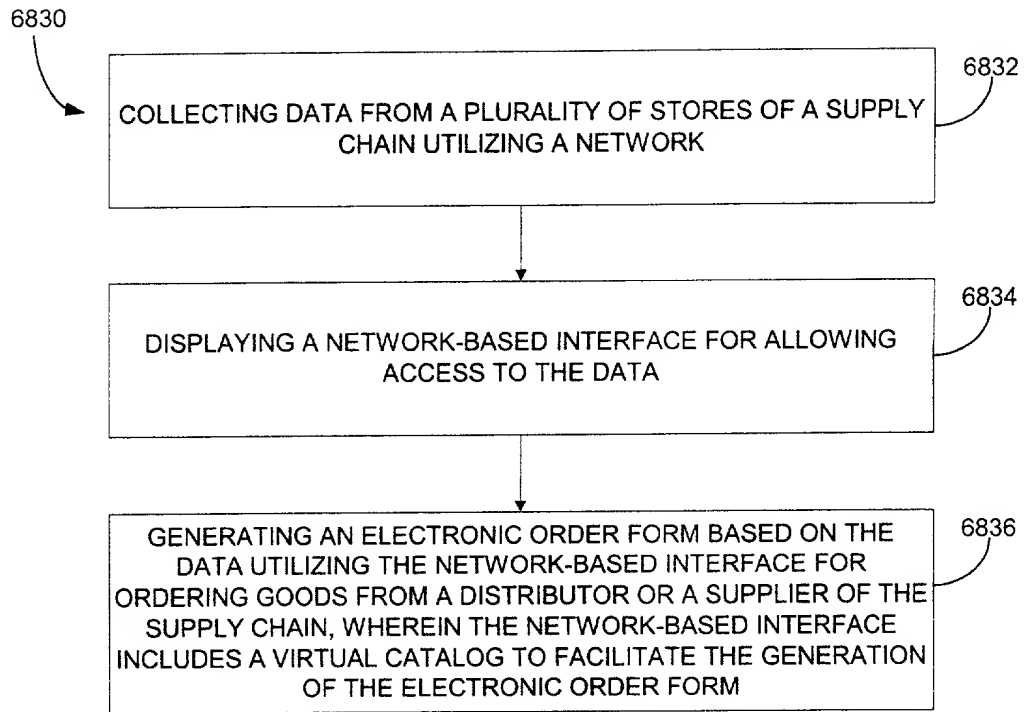 6830
6832
COLLECTING DATA FROM A PLURALITY OF STORES OF A SUPPLY
CHAIN UTILIZING A NETWORK
6834
DISPLAYING A NETWORK-BASED INTERFACE FOR ALLOWING
ACCESS TO THE DATA
6836
GENERATING AN ELECTRONIC ORDER FORM BASED ON THE
DATA UTILIZING THE NETWORK-BASED INTERFACE FOR
ORDERING GOODS FROM A DISTRIBUTOR OR A SUPPLIER OF THE
SUPPLY CHAIN, WHEREIN THE NETWORK-BASED INTERFACE
INCLUDES A VIRTUAL CATALOG TO FACILITATE THE GENERATION
OF THE ELECTRONIC ORDER FORM